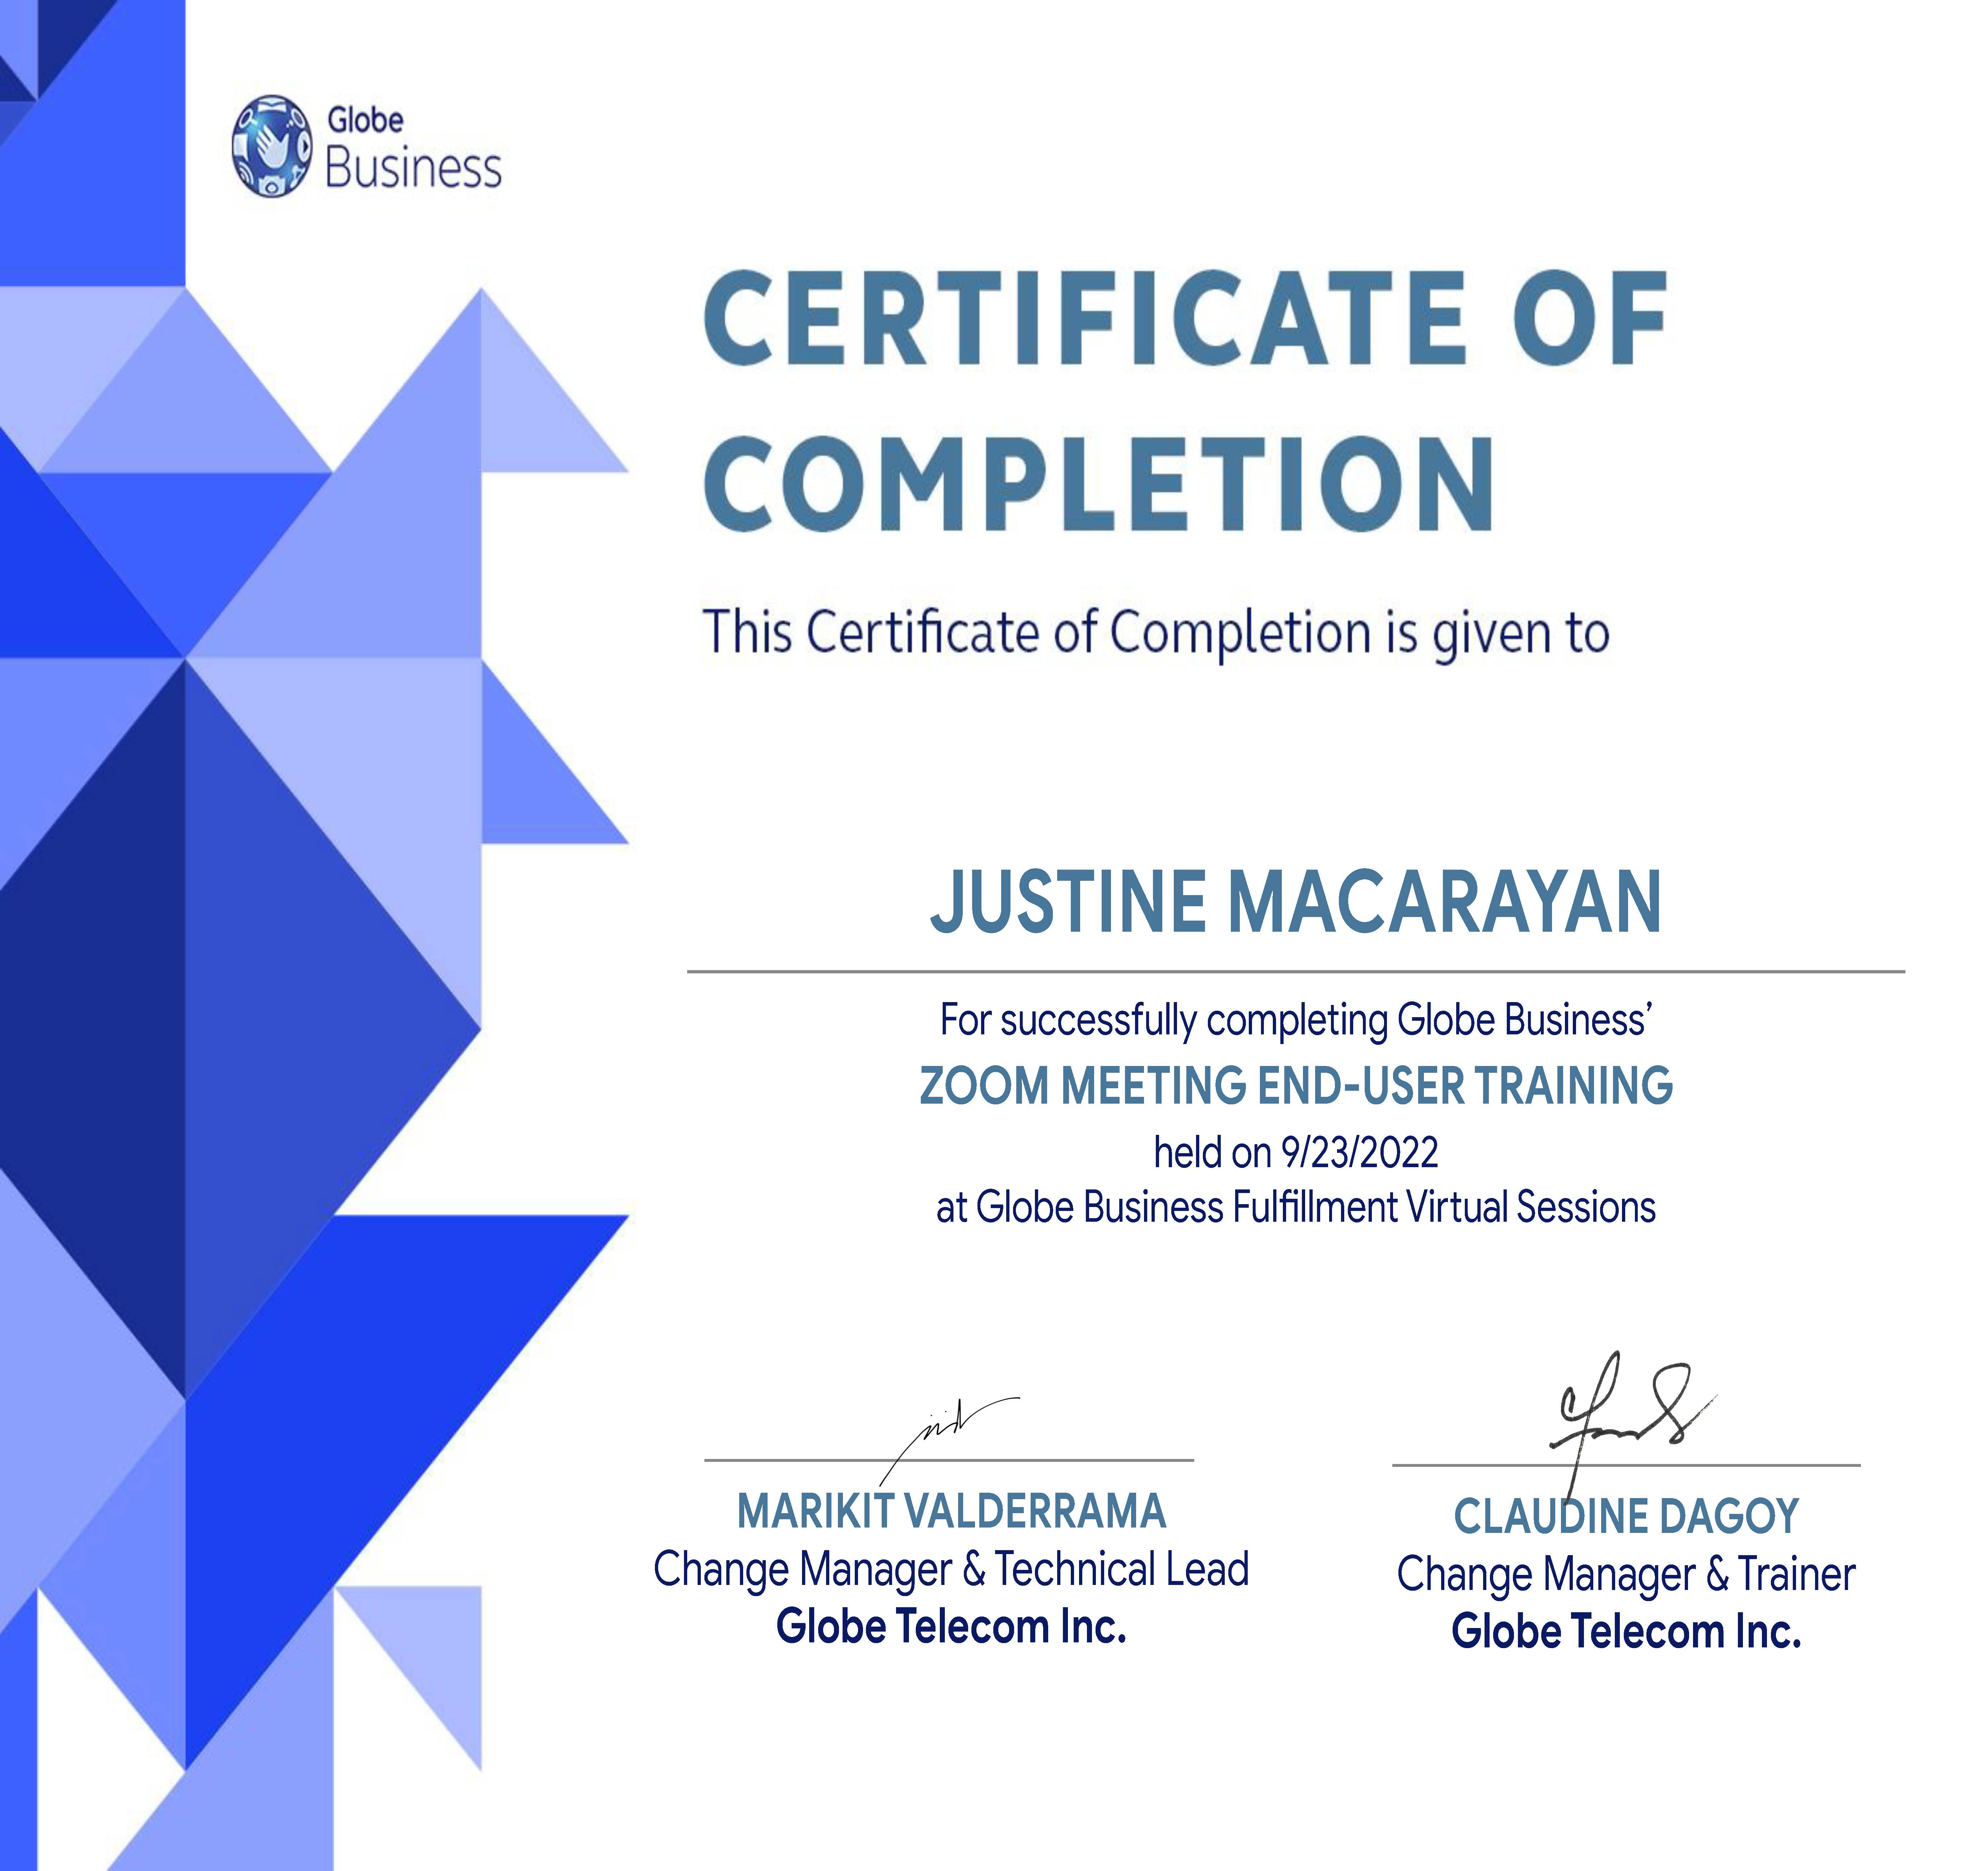 Globe
Business
CERTIFICATE OF
COMPLETION
This Certificate of Completion is given to
JUSTINE MACARAYAN
For successfully completing Globe Business’
ZOOM MEETING END-USER TRAINING
held on 9/23/2022
at Globe Business Fulfillment Virtual Sessions
MARIKIT VALDERRAMA
Change Manager & Technical Lead
Globe Telecom Inc.
CLAUDINE DAGOY
Change Manager & Trainer
Globe Telecom Inc.